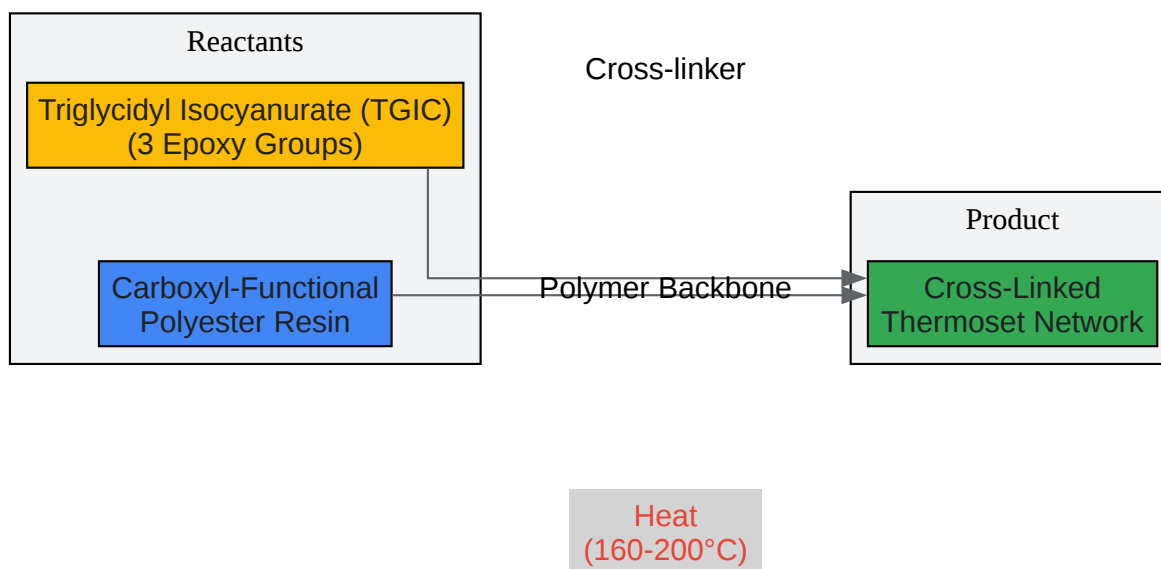 Reactants
Triglycidyl Isocyanurate (TGIC)
(3 Epoxy Groups)
Carboxyl-Functional
Polyester Resin
Cross-linker
Polymer Backbone
Product
Cross-Linked
Thermoset Network
Heat
(160-200°C)